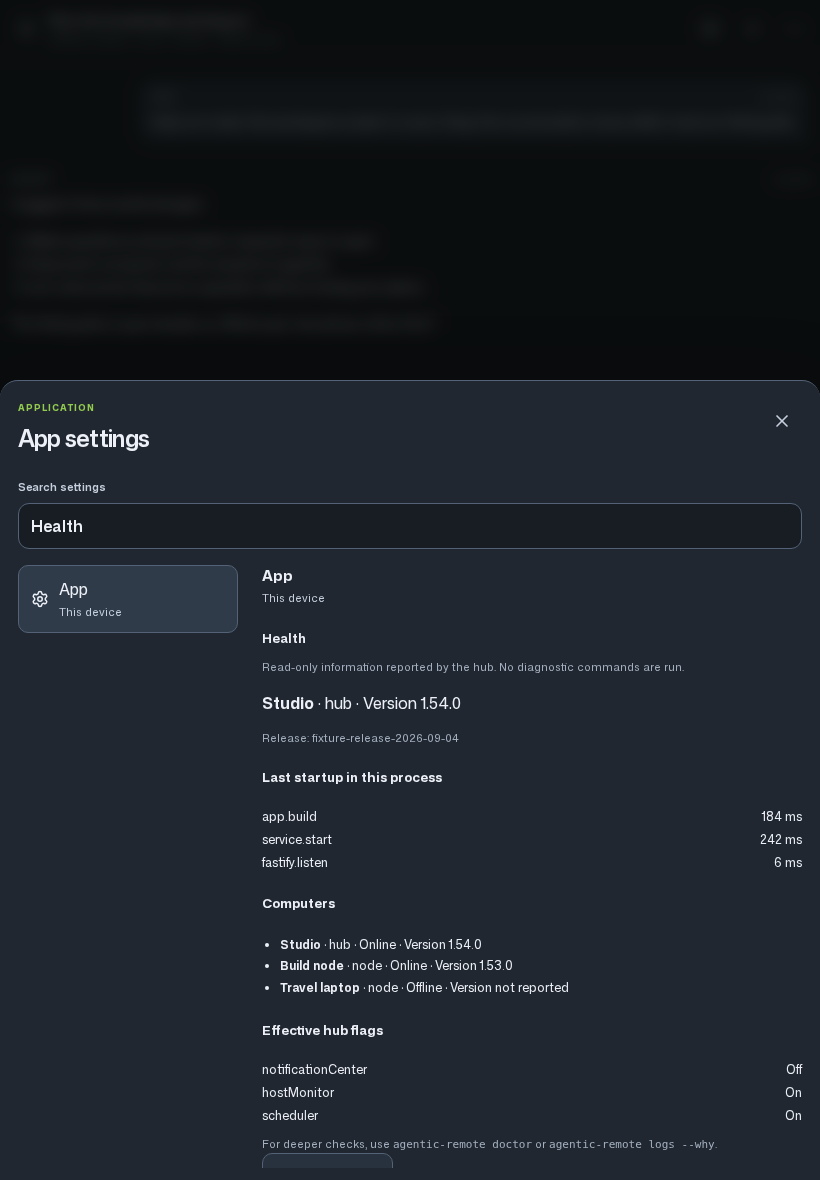 APPLICATION
App settings
Search settings
Health
App
This device
App
This device
Health
Read-only information reported by the hub. No diagnostic commands are run.
Studio · hub · Version 1.54.0
Release: fixture-release-2026-09-04
Last startup in this process
app.build 184 ms
service.start 242 ms
fastify.listen 6 ms
Computers
• Studio · hub · Online · Version 1.54.0
• Build node · node · Online · Version 1.53.0
• Travel laptop · node · Offline · Version not reported
Effective hub flags
notificationCenter Off
hostMonitor On
scheduler On
For deeper checks, use agentic-remote doctor or agentic-remote logs --why.